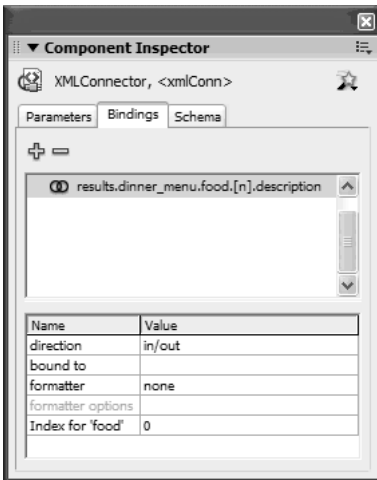 Component Inspector
XMLConnector, <xmlConn>
Parameters Bindings Schema
results.dinner_menu.food.[n].description
Name Value
direction in/out
bound to
formatter none
formatter options
Index for 'food' 0